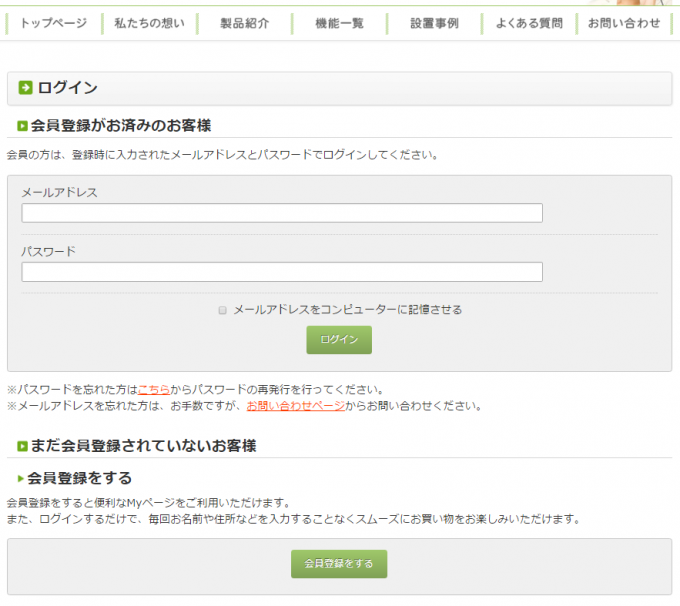 トップページ 私たちの想い 製品紹介 機能一覧 設置事例 よくある質問 お問い合わせ
ログイン
会員登録がお済みのお客様
会員の方は、登録時に入力されたメールアドレスとパスワードでログインしてください。
メールアドレス
パスワード
メールアドレスをコンピューターに記憶させる
ログイン
※パスワードを忘れた方はこちらからパスワードの再発行を行ってください。
※メールアドレスを忘れた方は、お手数ですが、お問い合わせページからお問い合わせください。
まだ会員登録されていないお客様
会員登録をする
会員登録をすると便利なMyページをご利用いただけます。
また、ログインするだけで、毎回お名前や住所などを入力することなくスムーズにお買い物をお楽しみいただけます。
会員登録をする